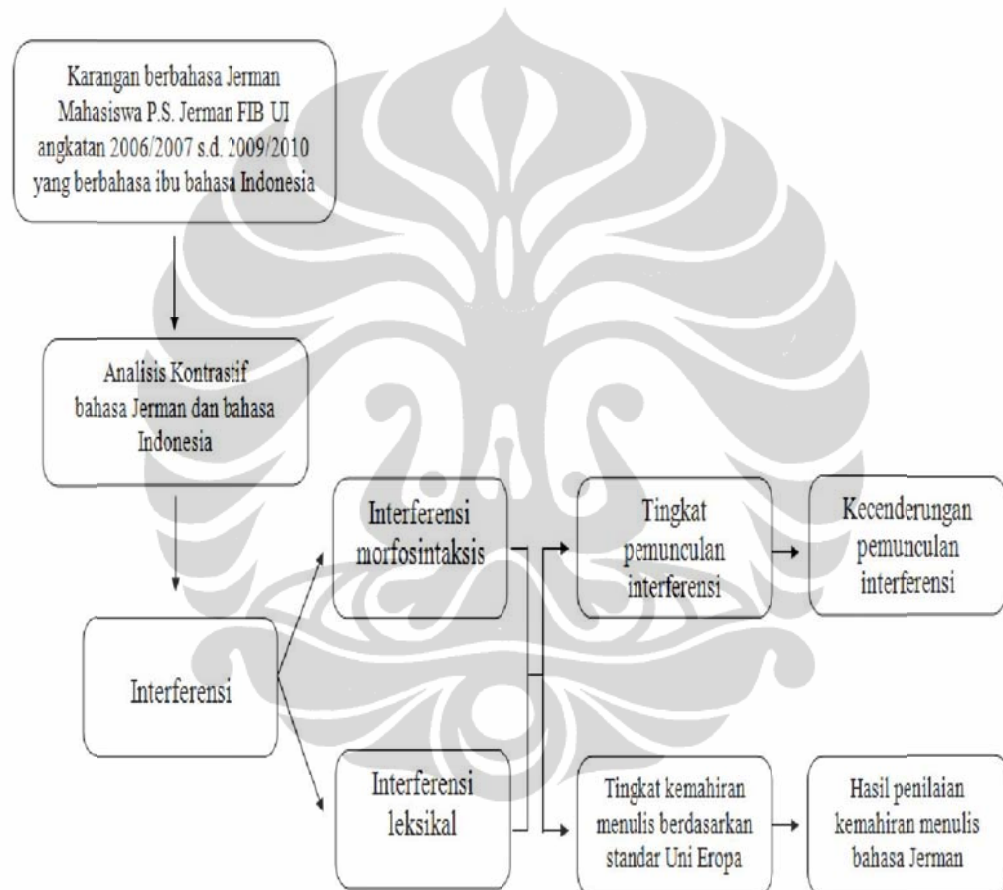 Karangan berbahasa Jerman
Mahasiswa P.S. Jerman FIB UI
angkatan 2006/2007 s.d. 2009/2010
yang berbahasa ibu bahasa Indonesia
Analisis Kontrastif
bahasa Jerman dan bahasa
Indonesia
Interferensi
Interferensi
morfosintaksis
Interferensi
leksikal
Tingkat
pemunculan
interferensi
Kecenderungan
pemunculan
interferensi
Tingkat kemahiran
menulis berdasarkan
standar Uni Eropa
Hasil penilaian
kemahiran menulis
bahasa Jerman